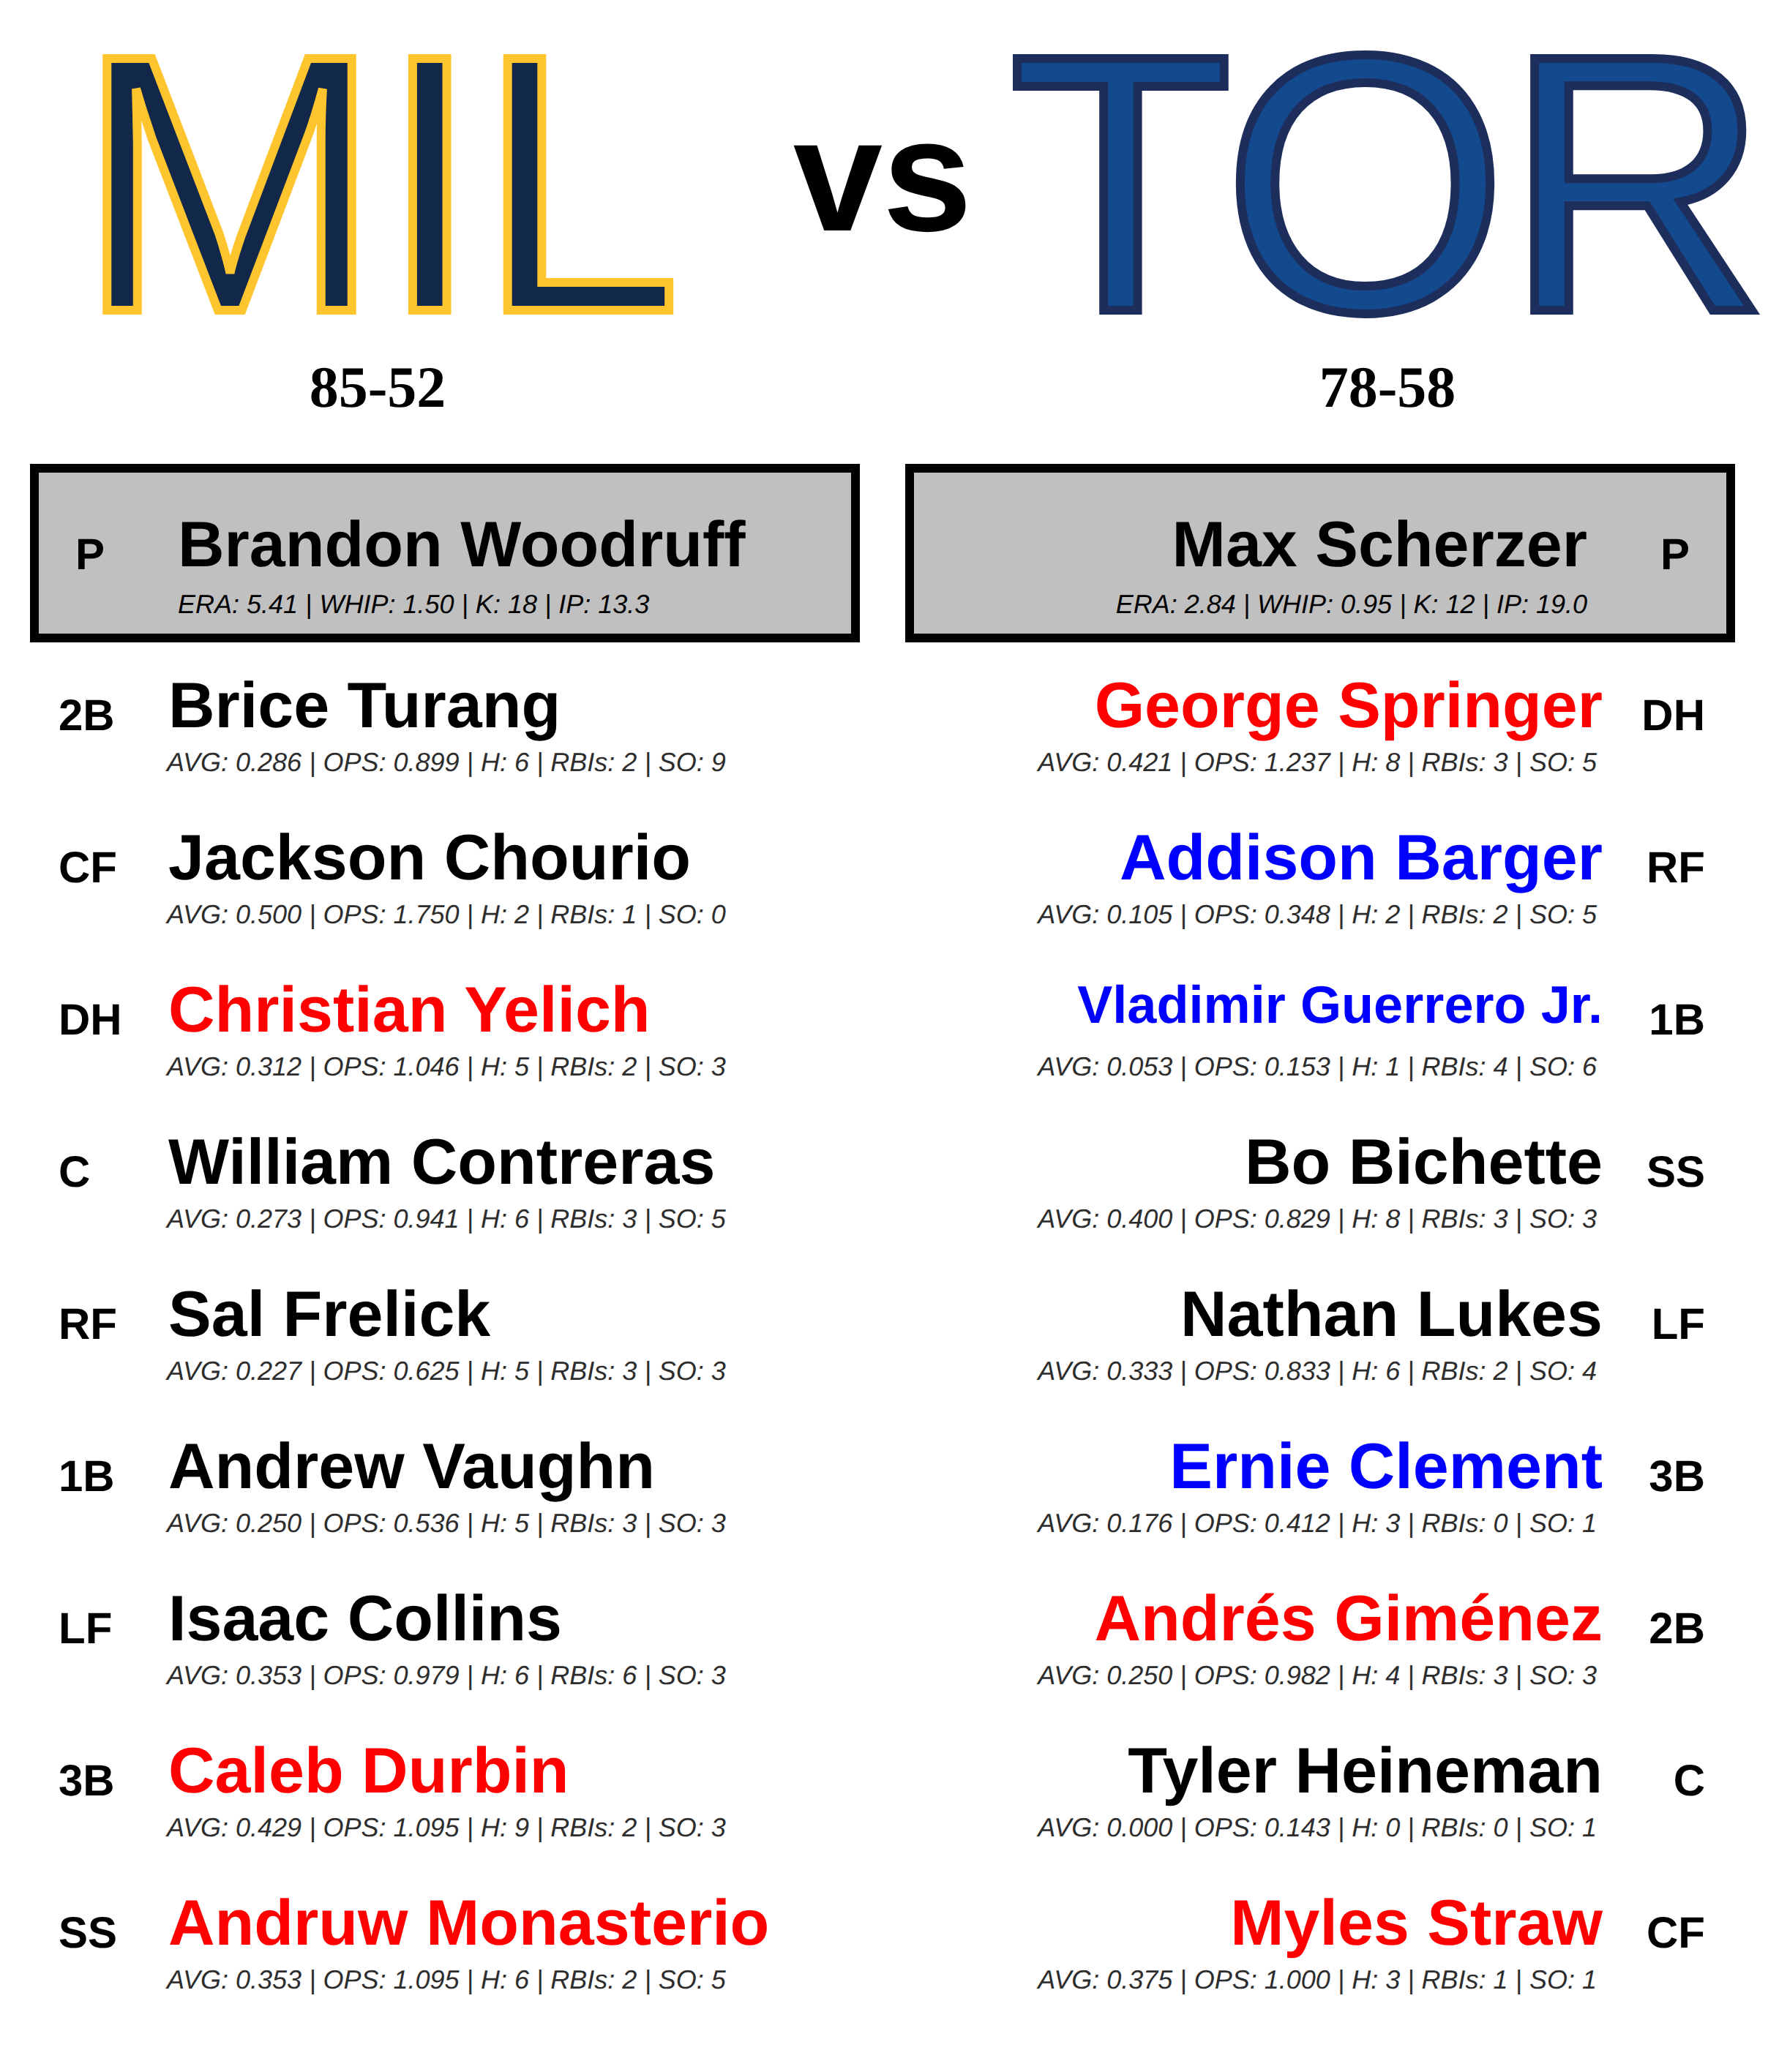 MIL vs TOR
85-52 78-58
P Brandon Woodruff
ERA: 5.41 | WHIP: 1.50 | K: 18 | IP: 13.3
Max Scherzer P
ERA: 2.84 | WHIP: 0.95 | K: 12 | IP: 19.0
2B Brice Turang
AVG: 0.286 | OPS: 0.899 | H: 6 | RBIs: 2 | SO: 9
CF Jackson Chourio
AVG: 0.500 | OPS: 1.750 | H: 2 | RBIs: 1 | SO: 0
DH Christian Yelich
AVG: 0.312 | OPS: 1.046 | H: 5 | RBIs: 2 | SO: 3
C William Contreras
AVG: 0.273 | OPS: 0.941 | H: 6 | RBIs: 3 | SO: 5
RF Sal Frelick
AVG: 0.227 | OPS: 0.625 | H: 5 | RBIs: 3 | SO: 3
1B Andrew Vaughn
AVG: 0.250 | OPS: 0.536 | H: 5 | RBIs: 3 | SO: 3
LF Isaac Collins
AVG: 0.353 | OPS: 0.979 | H: 6 | RBIs: 6 | SO: 3
3B Caleb Durbin
AVG: 0.429 | OPS: 1.095 | H: 9 | RBIs: 2 | SO: 3
SS Andruw Monasterio
AVG: 0.353 | OPS: 1.095 | H: 6 | RBIs: 2 | SO: 5
George Springer DH
AVG: 0.421 | OPS: 1.237 | H: 8 | RBIs: 3 | SO: 5
Addison Barger RF
AVG: 0.105 | OPS: 0.348 | H: 2 | RBIs: 2 | SO: 5
Vladimir Guerrero Jr. 1B
AVG: 0.053 | OPS: 0.153 | H: 1 | RBIs: 4 | SO: 6
Bo Bichette SS
AVG: 0.400 | OPS: 0.829 | H: 8 | RBIs: 3 | SO: 3
Nathan Lukes LF
AVG: 0.333 | OPS: 0.833 | H: 6 | RBIs: 2 | SO: 4
Ernie Clement 3B
AVG: 0.176 | OPS: 0.412 | H: 3 | RBIs: 0 | SO: 1
Andrés Giménez 2B
AVG: 0.250 | OPS: 0.982 | H: 4 | RBIs: 3 | SO: 3
Tyler Heineman C
AVG: 0.000 | OPS: 0.143 | H: 0 | RBIs: 0 | SO: 1
Myles Straw CF
AVG: 0.375 | OPS: 1.000 | H: 3 | RBIs: 1 | SO: 1